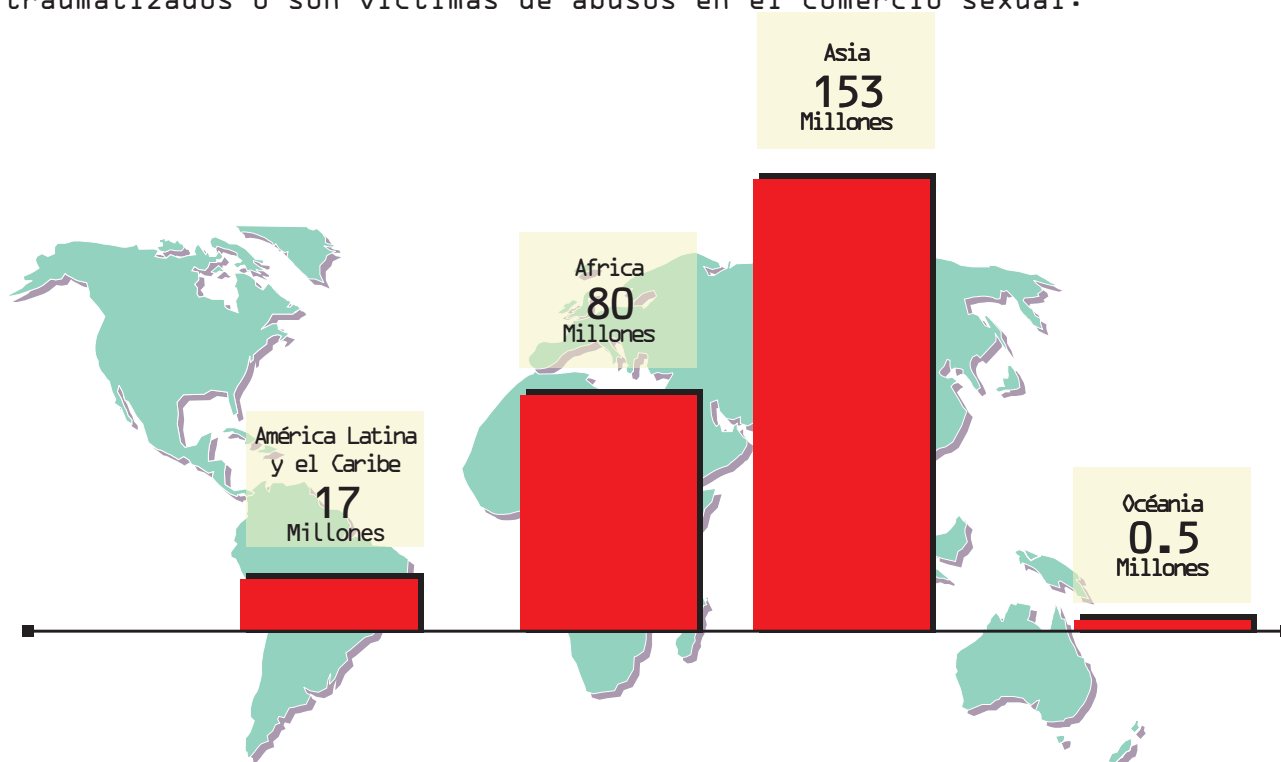 traumatizados o son víctimas de abusos en el comercio sexual.
Asia
153
Millones
Africa
80
Millones
América Latina
y el Caribe
17
Millones
Océania
0.5
Millones